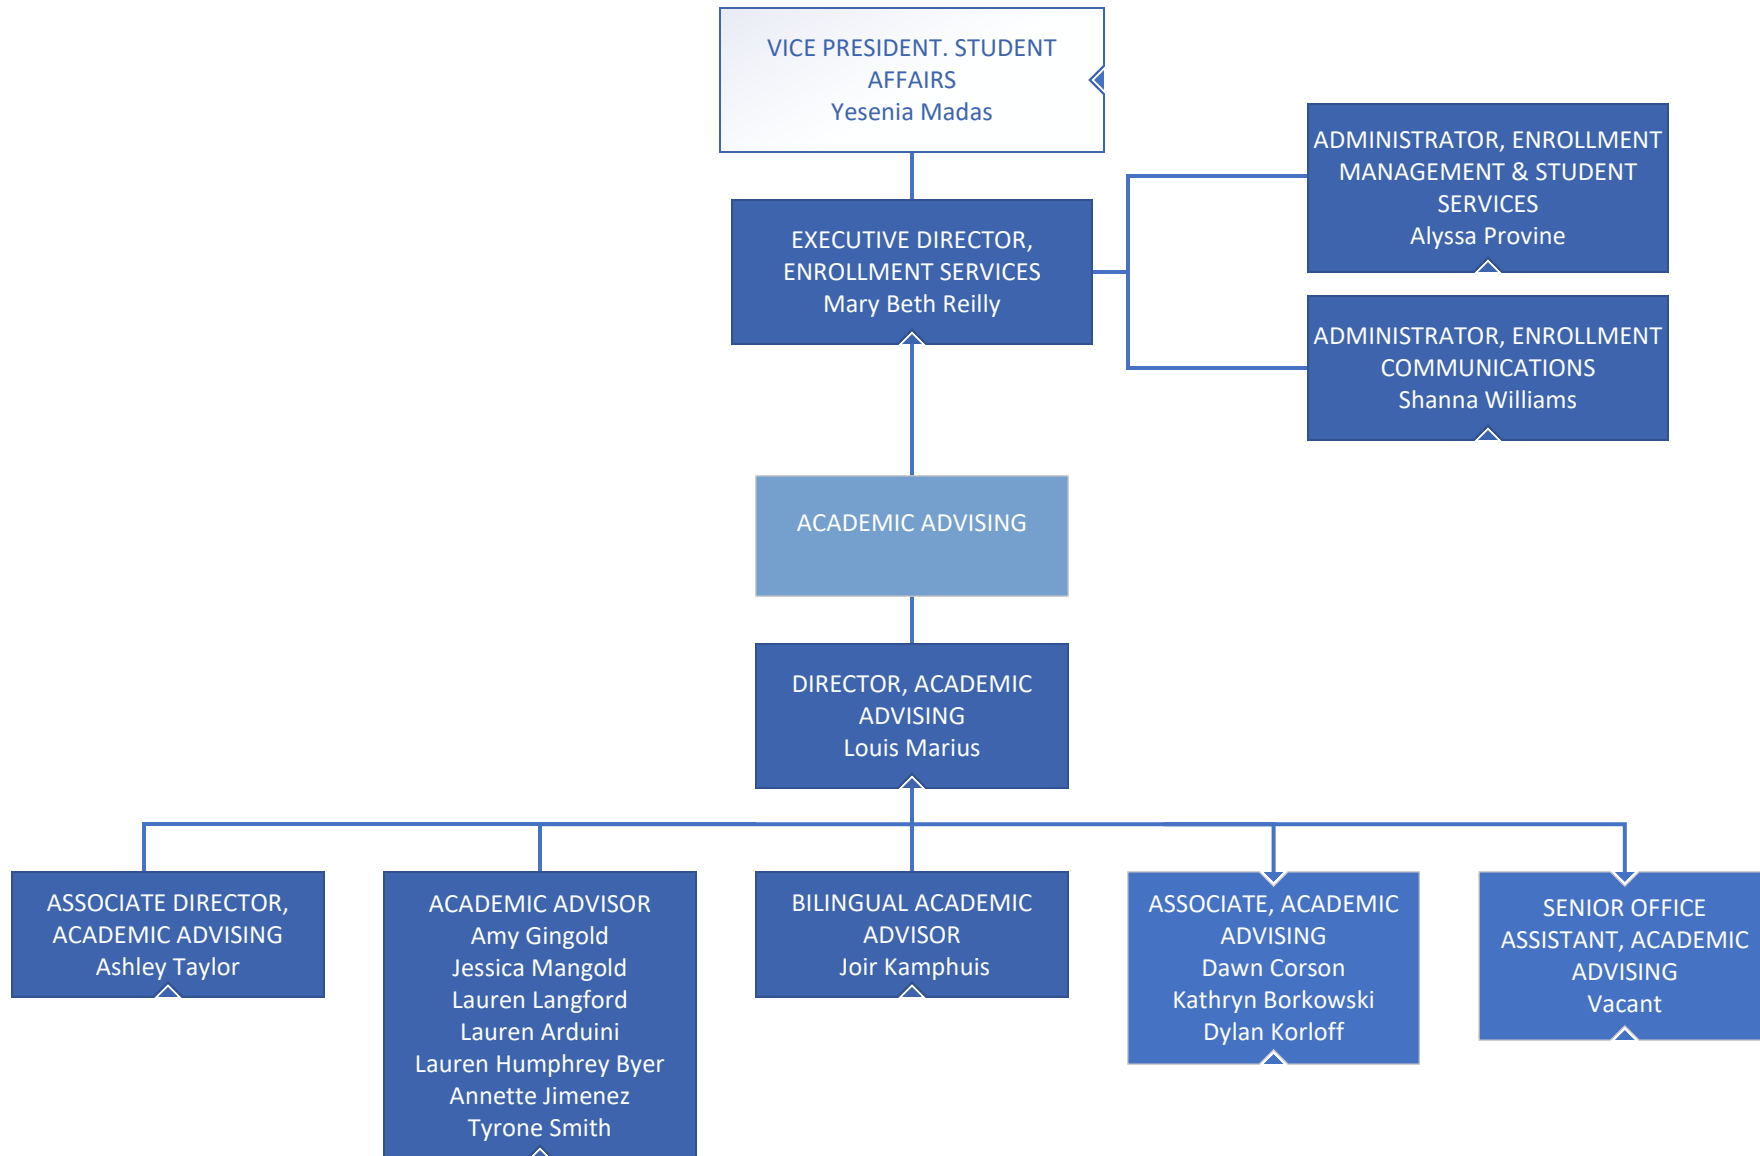 VICE PRESIDENT. STUDENT
AFFAIRS
Yesenia Madas
ADMINISTRATOR, ENROLLMENT
MANAGEMENT & STUDENT
SERVICES
Alyssa Provine
EXECUTIVE DIRECTOR,
ENROLLMENT SERVICES
Mary Beth Reilly
ADMINISTRATOR, ENROLLMENT
COMMUNICATIONS
Shanna Williams
ACADEMIC ADVISING
DIRECTOR, ACADEMIC
ADVISING
Louis Marius
ASSOCIATE DIRECTOR,
ACADEMIC ADVISING
Ashley Taylor
ACADEMIC ADVISOR
Amy Gingold
Jessica Mangold
Lauren Langford
Lauren Arduini
Lauren Humphrey Byer
Annette Jimenez
Tyrone Smith
BILINGUAL ACADEMIC
ADVISOR
Joir Kamphuis
ASSOCIATE, ACADEMIC
ADVISING
Dawn Corson
Kathryn Borkowski
Dylan Korloff
SENIOR OFFICE
ASSISTANT, ACADEMIC
ADVISING
Vacant